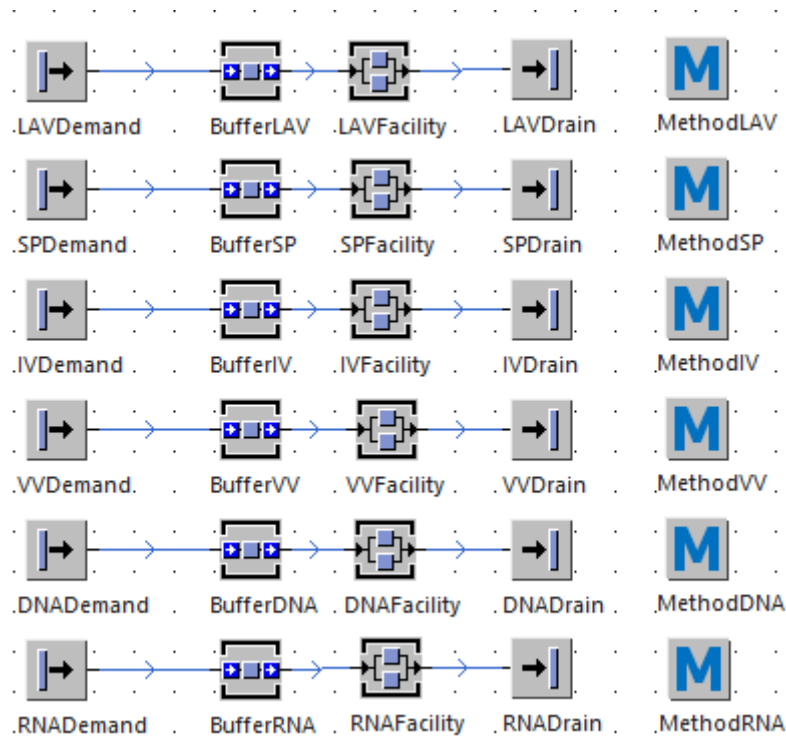 LAVDemand BufferLAV LAVFacility LAVDrain MethodLAV
SPDemand BufferSP SPFacility SPDrain MethodSP
IVDemand BufferIV IVFacility IVDrain MethodIV
VVDemand BufferVV VVFacility VVDrain MethodVV
DNADemand BufferDNA DNAFacility DNADrain MethodDNA
RNADemand BufferRNA RNAFacility RNADrain MethodRNA